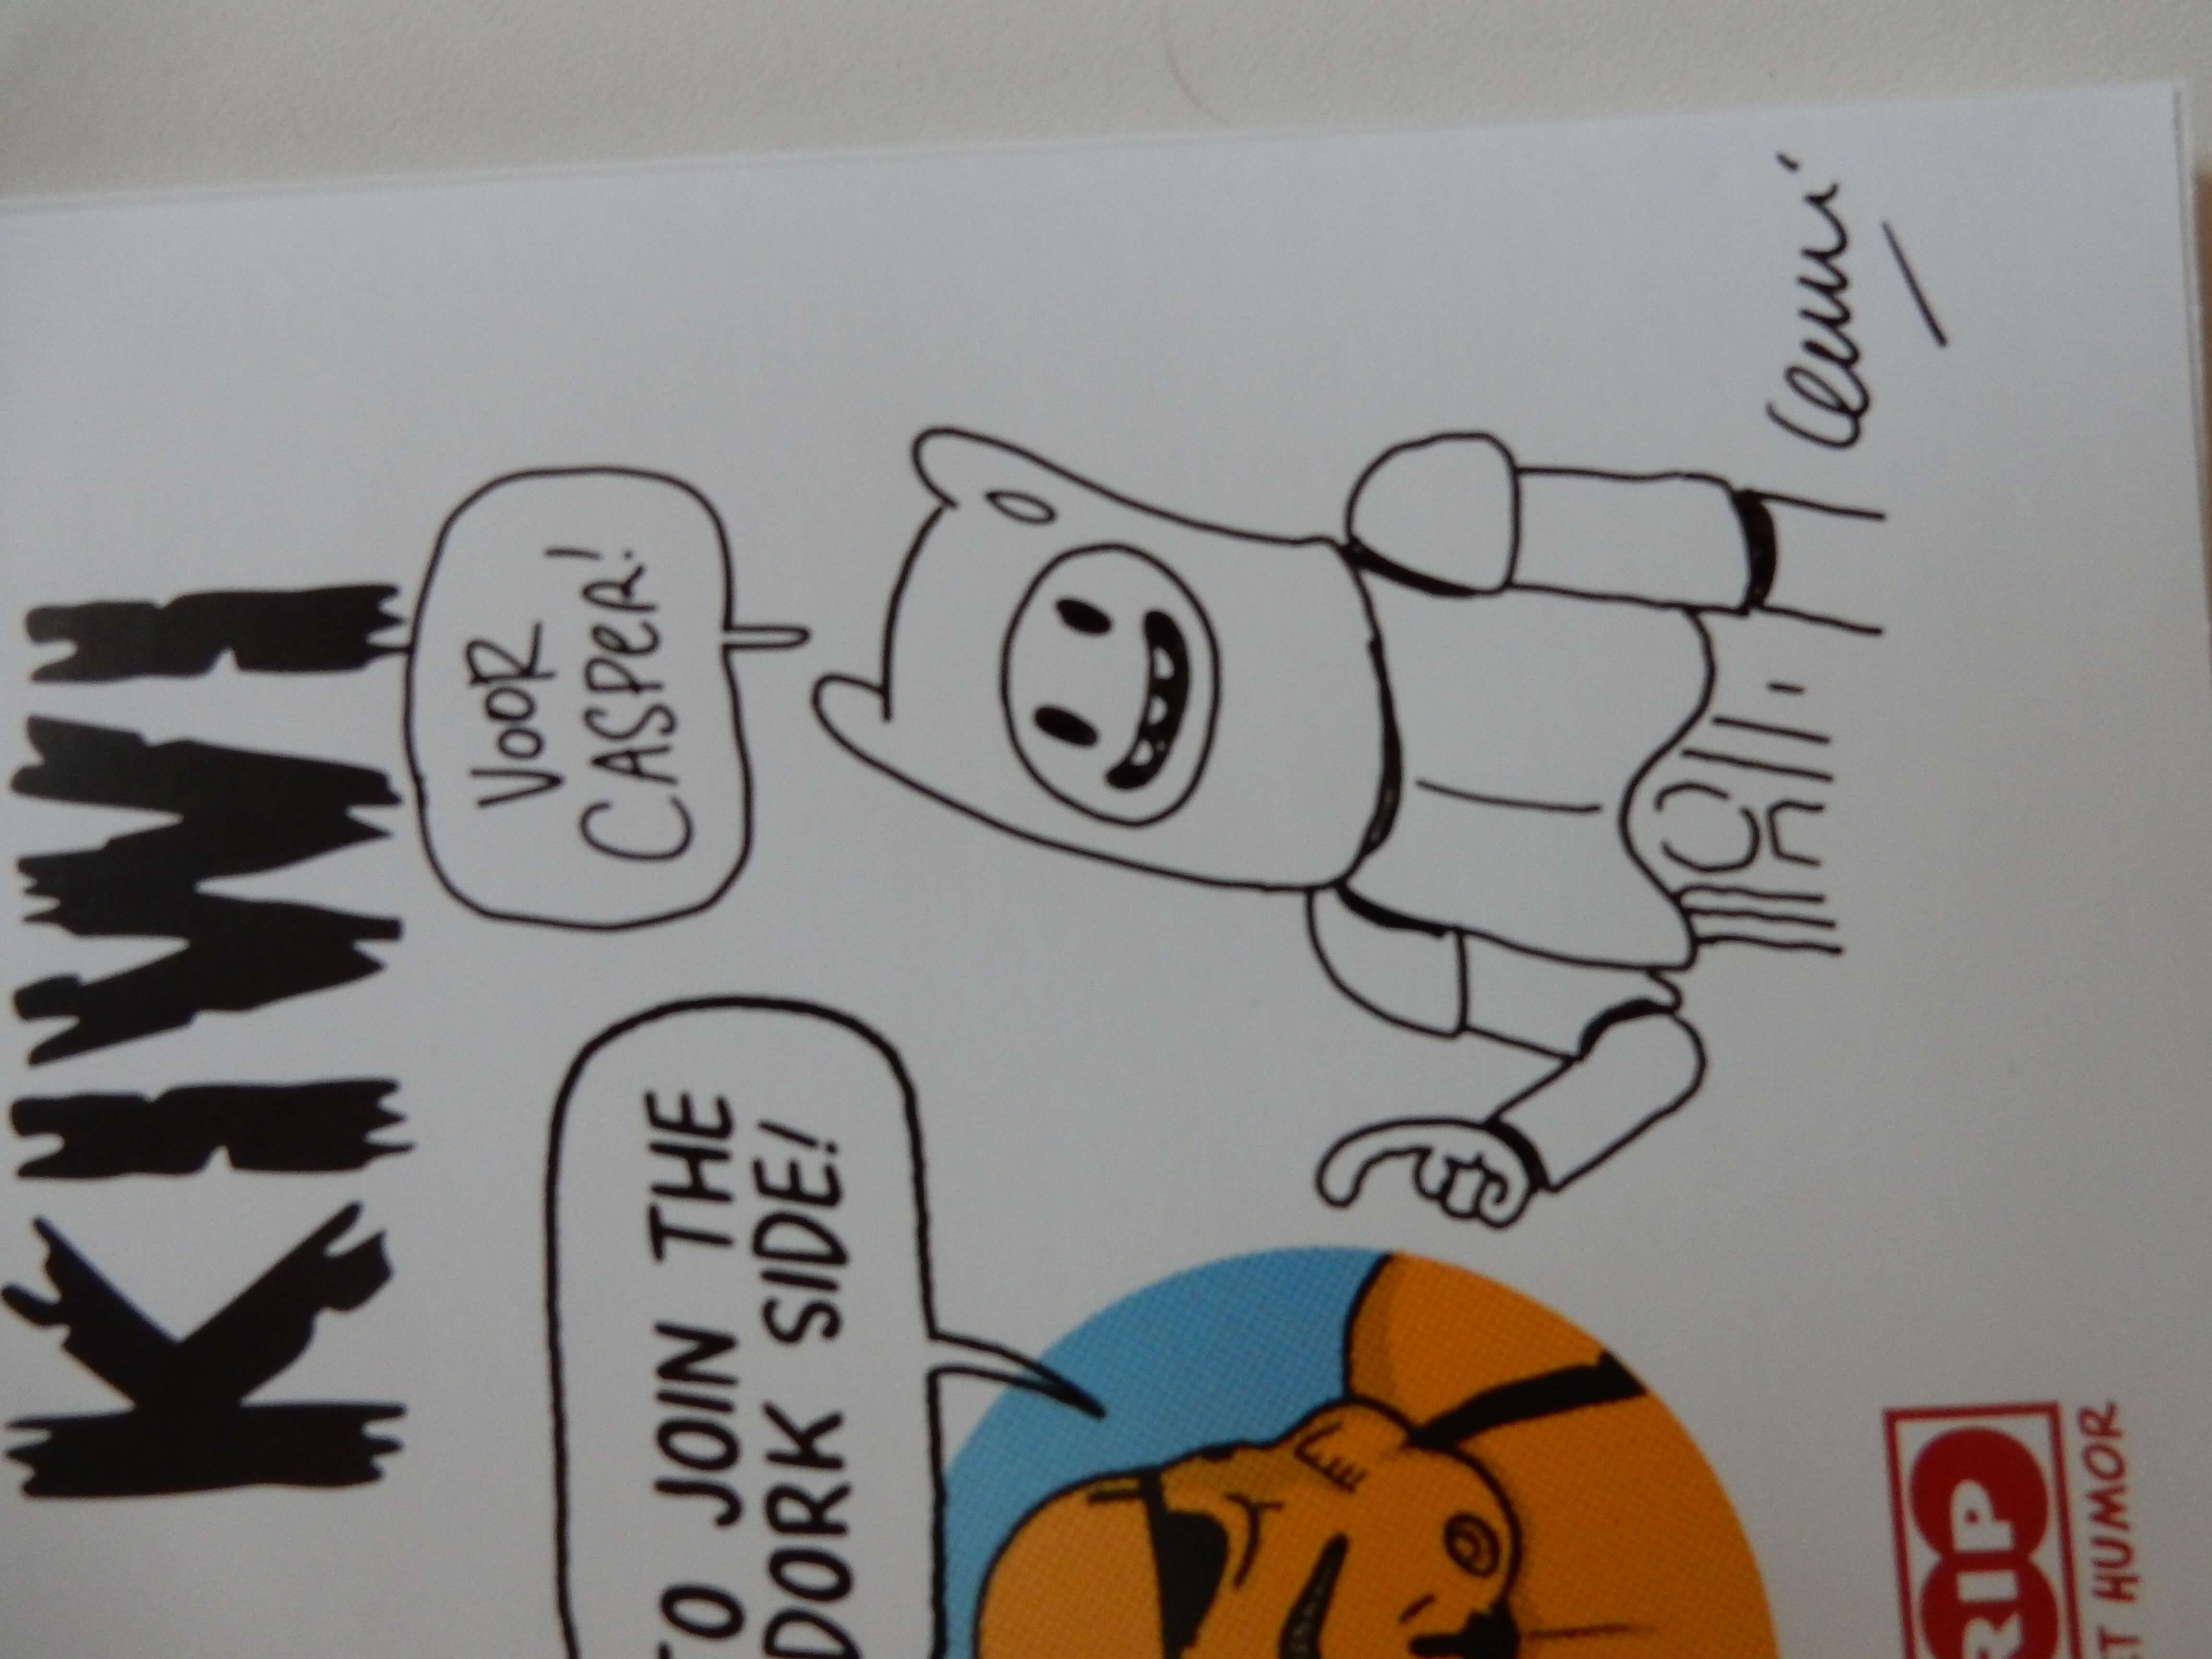 KIWI
VOOR
CASPER!
TO JOIN THE
DORK SIDE!
RIP
ET HUMOR